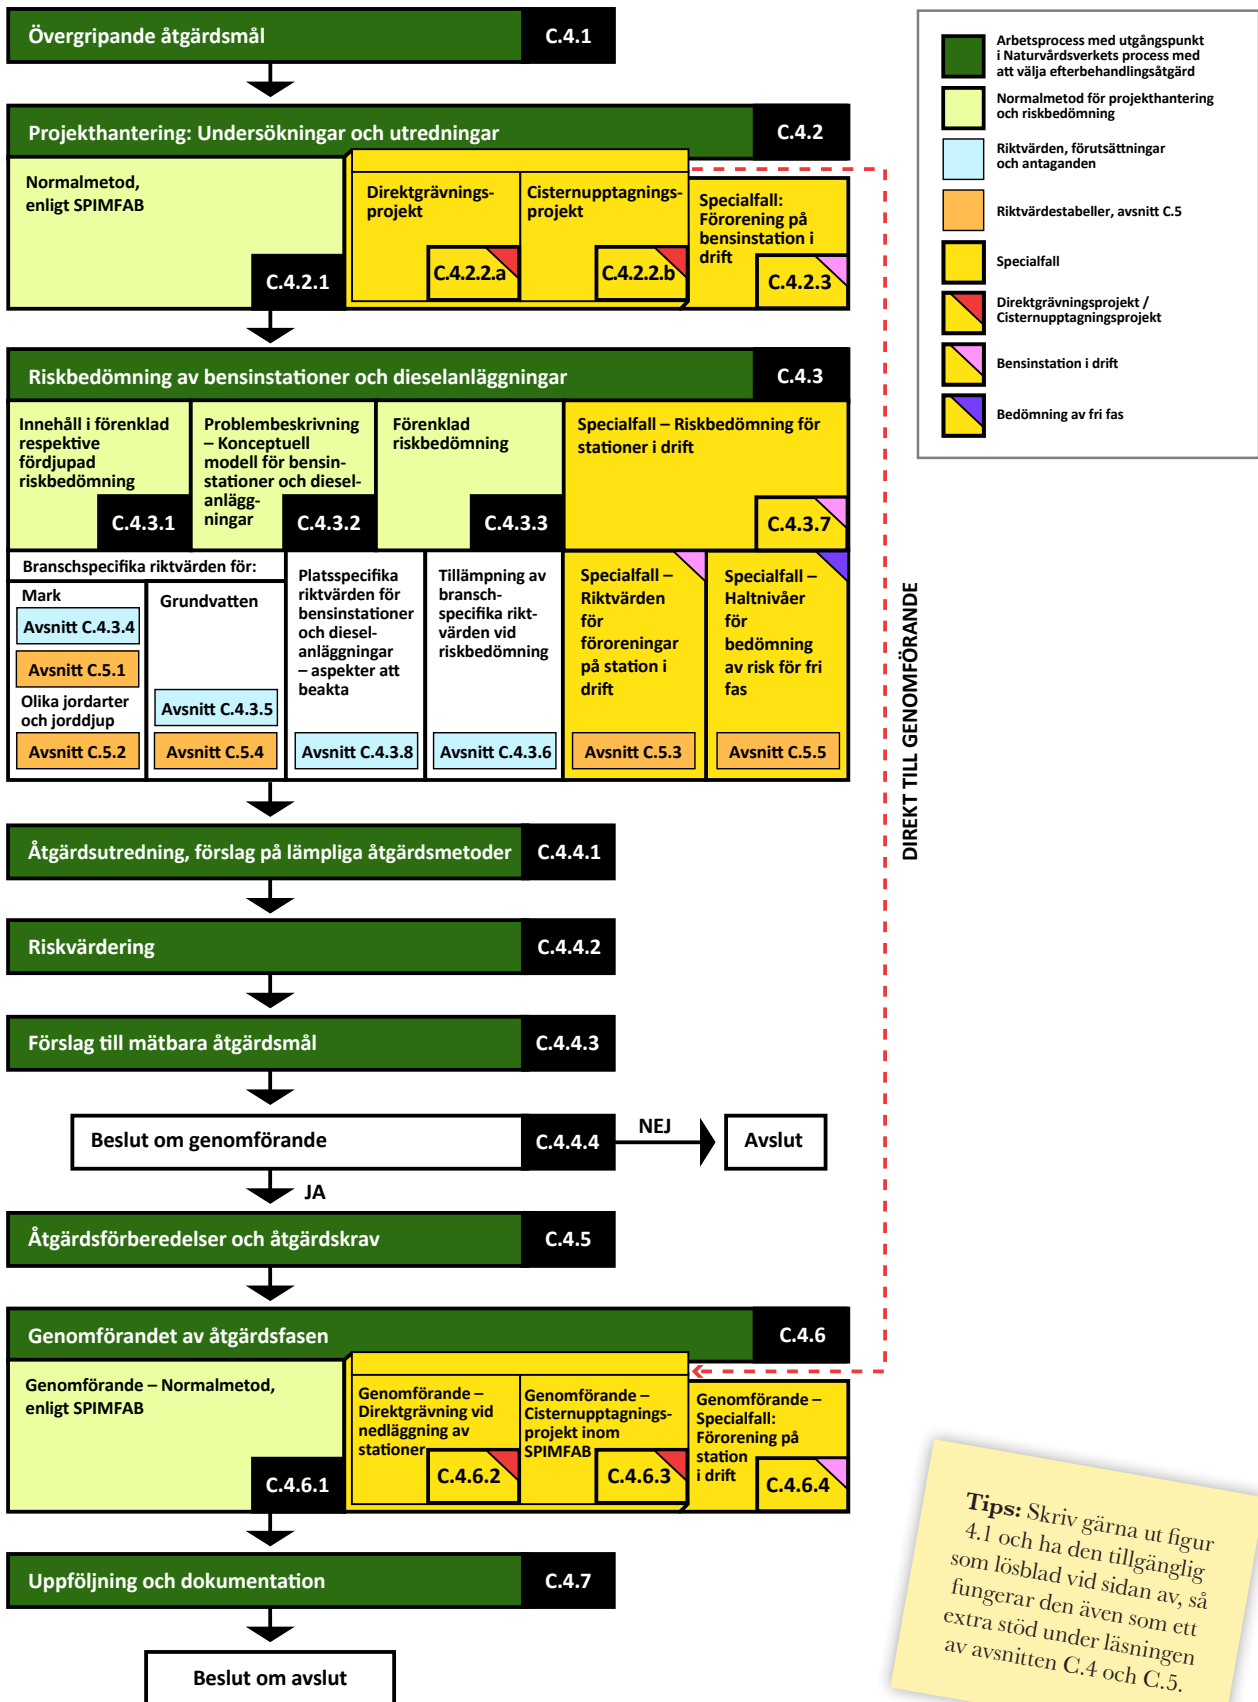 Övergripande åtgärdsmål C.4.1
Projekthantering: Undersökningar och utredningar C.4.2
Normalmetod,
enligt SPIMFAB
C.4.2.1
Direktgrävnings-
projekt
C.4.2.2.a
Cisternupptagnings-
projekt
C.4.2.2.b
Specialfall:
Förorening på
bensinstation i
drift
C.4.2.3
Riskbedömning av bensinstationer och dieselanläggningar C.4.3
Innehåll i förenklad
respektive
fördjupad
riskbedömning
C.4.3.1
Problembeskrivning
– Konceptuell
modell för bensin-
stationer och diesel-
anlägg-
ningar
C.4.3.2
Förenklad
riskbedömning
C.4.3.3
Specialfall – Riskbedömning för
stationer i drift
C.4.3.7
Branschspecifika riktvärden för:
Mark
Avsnitt C.4.3.4
Avsnitt C.5.1
Olika jordarter
och jorddjup
Avsnitt C.5.2
Grundvatten
Avsnitt C.4.3.5
Avsnitt C.5.4
Platsspecifika
riktvärden för
bensinstationer
och diesel-
anläggningar
– aspekter att
beakta
Avsnitt C.4.3.8
Tillämpning av
bransch-
specifika rikt-
värden vid
riskbedömning
Avsnitt C.4.3.6
Specialfall –
Riktvärden
för
föroreningar
på station i
drift
Avsnitt C.5.3
Specialfall –
Haltnivåer
för
bedömning
av risk för fri
fas
Avsnitt C.5.5
Åtgärdsutredning, förslag på lämpliga åtgärdsmetoder C.4.4.1
Riskvärdering C.4.4.2
Förslag till mätbara åtgärdsmål C.4.4.3
Beslut om genomförande C.4.4.4
NEJ
Avslut
JA
Åtgärdsförberedelser och åtgärdskrav C.4.5
Genomförandet av åtgärdsfasen C.4.6
Genomförande – Normalmetod,
enligt SPIMFAB
C.4.6.1
Genomförande –
Direktgrävning vid
nedläggning av
stationer
C.4.6.2
Genomförande –
Cisternupptagnings-
projekt inom
SPIMFAB
C.4.6.3
Genomförande –
Specialfall:
Förorening på
station
i drift
C.4.6.4
Uppföljning och dokumentation C.4.7
Beslut om avslut
DIREKT TILL GENOMFÖRANDE
Arbetsprocess med utgångspunkt
i Naturvårdsverkets process med
att välja efterbehandlingsåtgärd
Normalmetod för projekthantering
och riskbedömning
Riktvärden, förutsättningar
och antaganden
Riktvärdestabeller, avsnitt C.5
Specialfall
Direktgrävningsprojekt /
Cisternupptagningsprojekt
Bensinstation i drift
Bedömning av fri fas
Tips: Skriv gärna ut figur
4.1 och ha den tillgänglig
som lösblad vid sidan av, så
fungerar den även som ett
extra stöd under läsningen
av avsnitten C.4 och C.5.